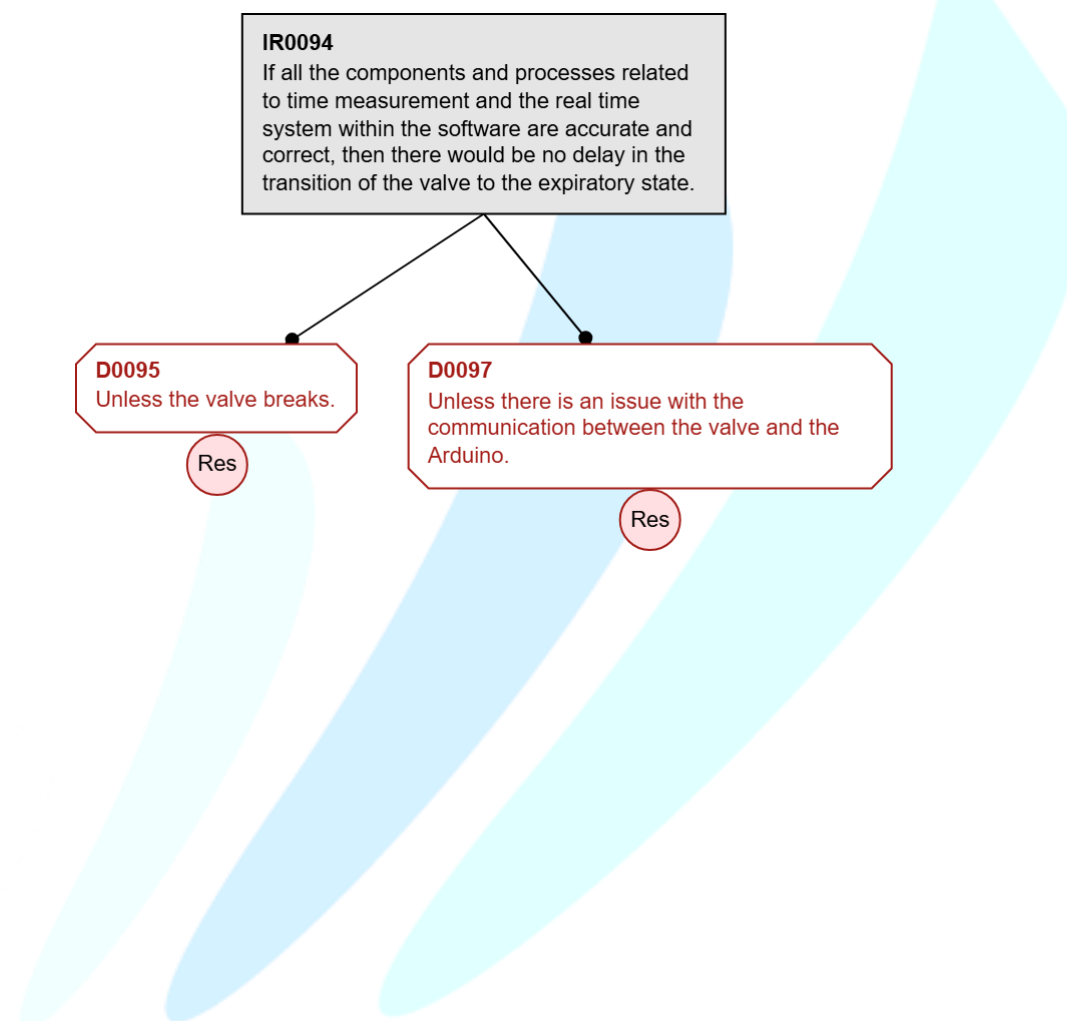 IR0094
If all the components and processes related
to time measurement and the real time
system within the software are accurate and
correct, then there would be no delay in the
transition of the valve to the expiratory state.
D0095
Unless the valve breaks.
Res
D0097
Unless there is an issue with the
communication between the valve and the
Arduino.
Res